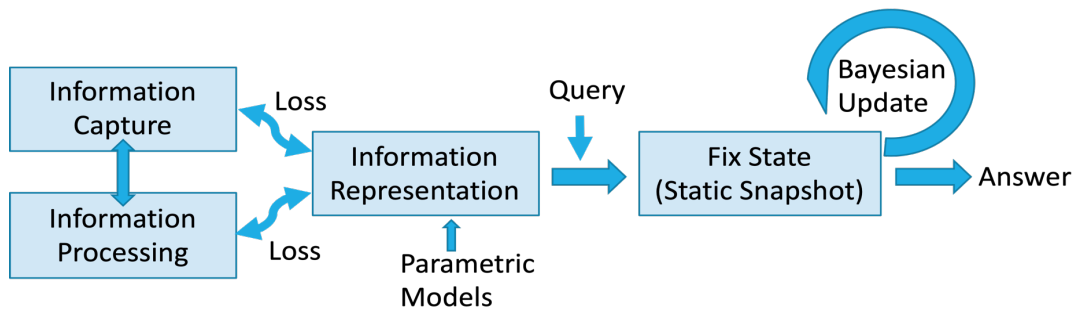 Information
Capture
Loss
Information
Processing
Loss
Information
Representation
Parametric
Models
Query
Fix State
(Static Snapshot)
Bayesian
Update
Answer